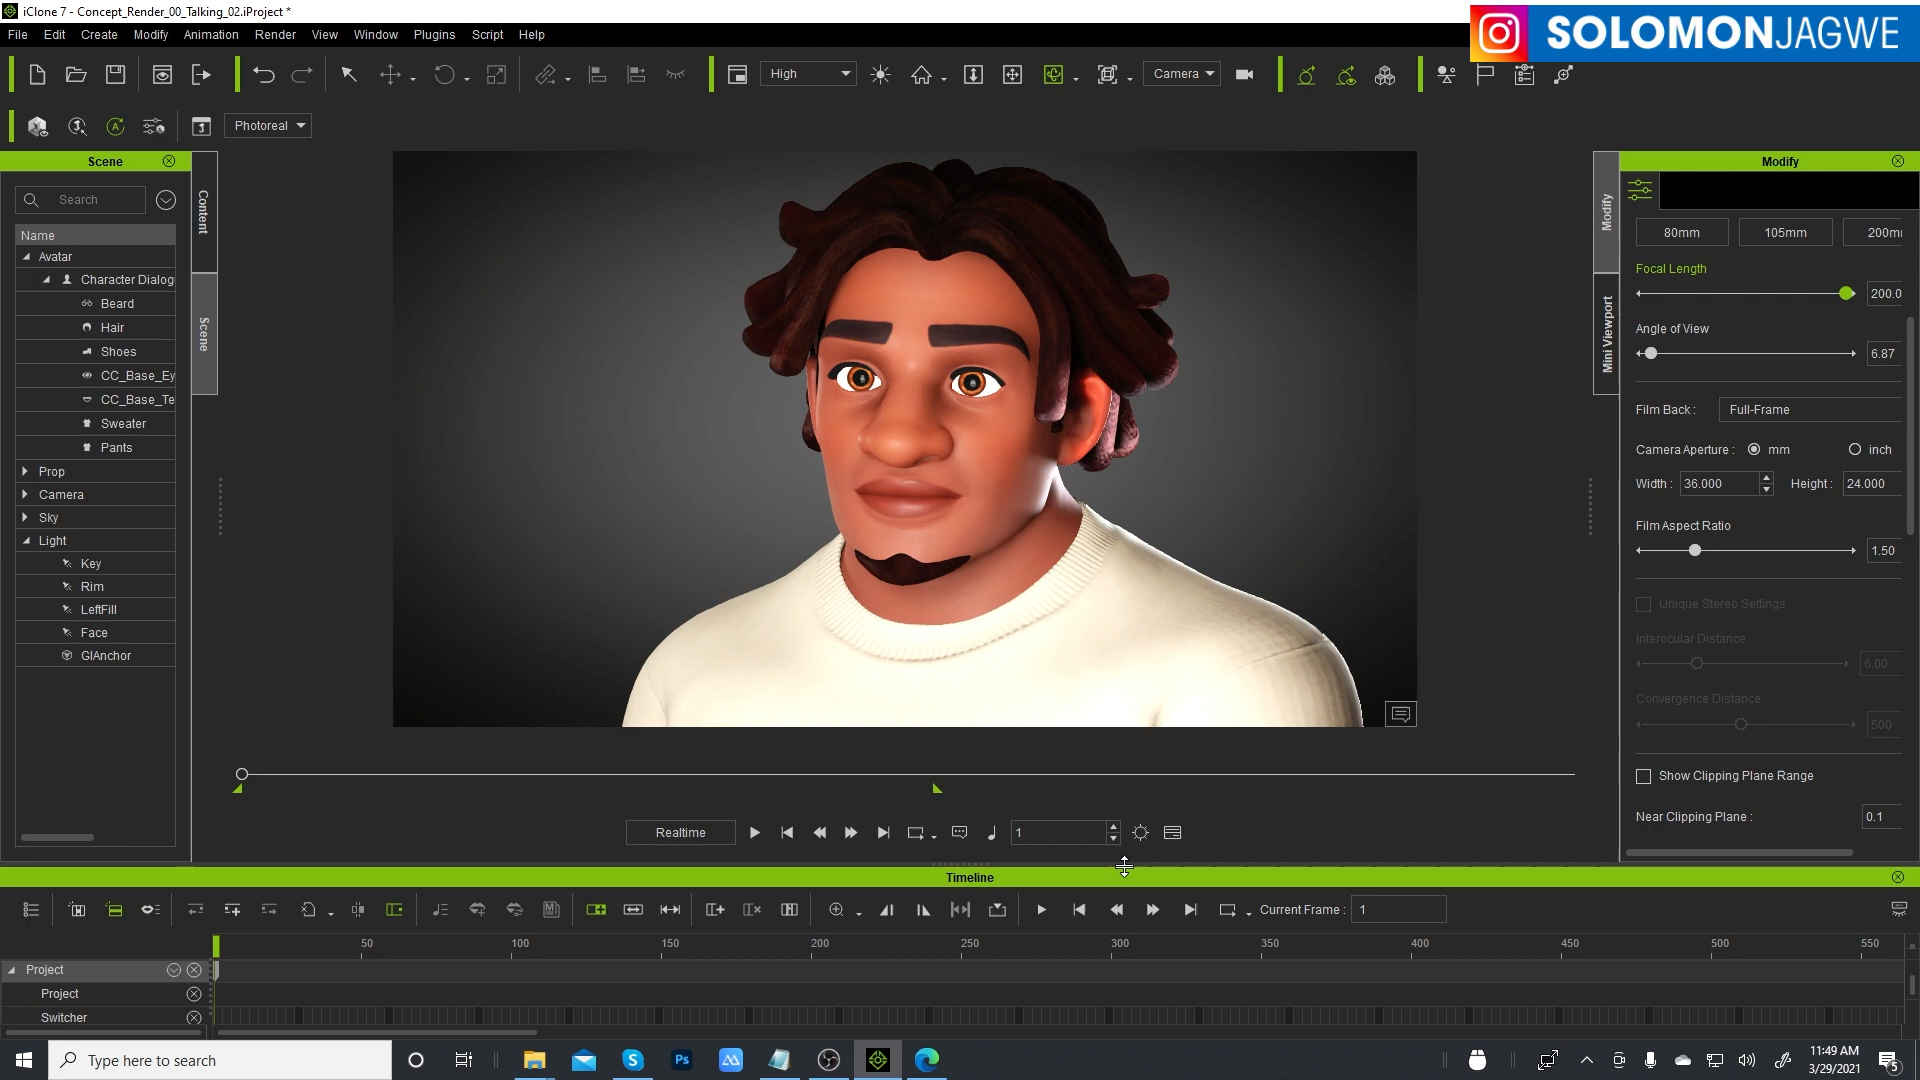 iClone 7 - Concept_Render_00_Talking_02.iProject *
SOLOMONJAGWE
File Edit Create Modify Animation Render View Window Plugins Script Help
High
Camera
Photoreal
Scene
Modify
Search
Content
Scene
Modify
Mini Viewport
Name
Avatar
Character Dialog
Beard
Hair
Shoes
CC_Base_Ey
CC_Base_Te
Sweater
Pants
Prop
Camera
Sky
Light
Key
Rim
LeftFill
Face
GIAnchor
80mm 105mm 200m
Focal Length
200.0
Angle of View
6.87
Film Back : Full-Frame
Camera Aperture : mm inch
Width : 36.000 Height : 24.000
Film Aspect Ratio
1.50
Unique Stereo Settings
Interocular Distance
6.00
Convergence Distance
500
Show Clipping Plane Range
Near Clipping Plane : 0.1
Realtime 1
Timeline
Current Frame : 1
50 100 150 200 250 300 350 400 450 500 550
Project
Project
Switcher
Type here to search
Ps
11:49 AM
3/29/2021
5